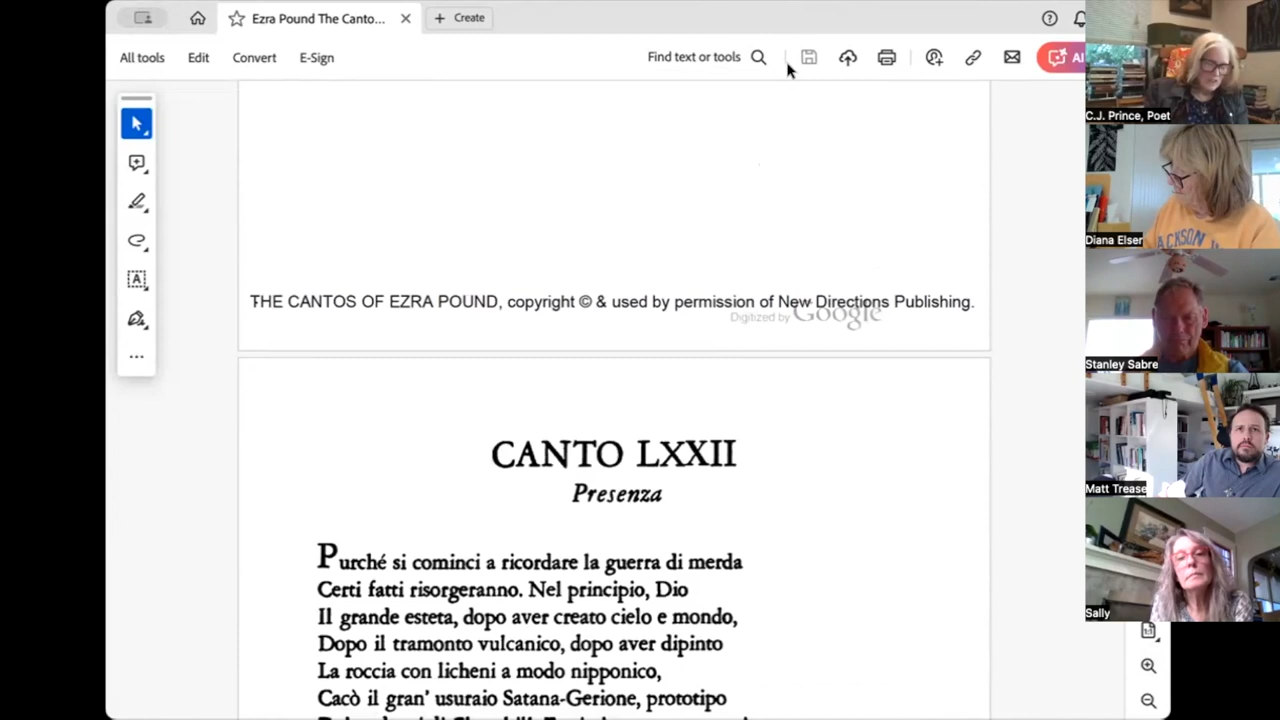 Ezra Pound The Canto...
Create
All tools
Edit
Convert
E-Sign
Find text or tools
AI
THE CANTOS OF EZRA POUND, copyright © & used by permission of New Directions Publishing.
Digitized by Google
CANTO LXXII
Presenza
Purché si cominci a ricordare la guerra di merda
Certi fatti risorgeranno. Nel principio, Dio
Il grande esteta, dopo aver creato cielo e mondo,
Dopo il tramonto vulcanico, dopo aver dipinto
La roccia con licheni a modo nipponico,
Cacò il gran' usuraio Satana-Gerione, prototipo
C.J. Prince, Poet
Diana Elser
Stanley Sabre
Matt Trease
Sally